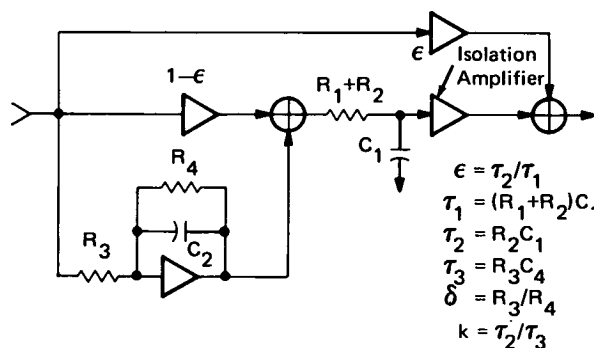 ϵ
Isolation
Amplifier
1−ϵ
R1+R2
C1
R4
C2
R3
ϵ = τ2/τ1
τ1 = (R1+R2)C.
τ2 = R2C1
τ3 = R3C4
δ = R3/R4
k = τ2/τ3